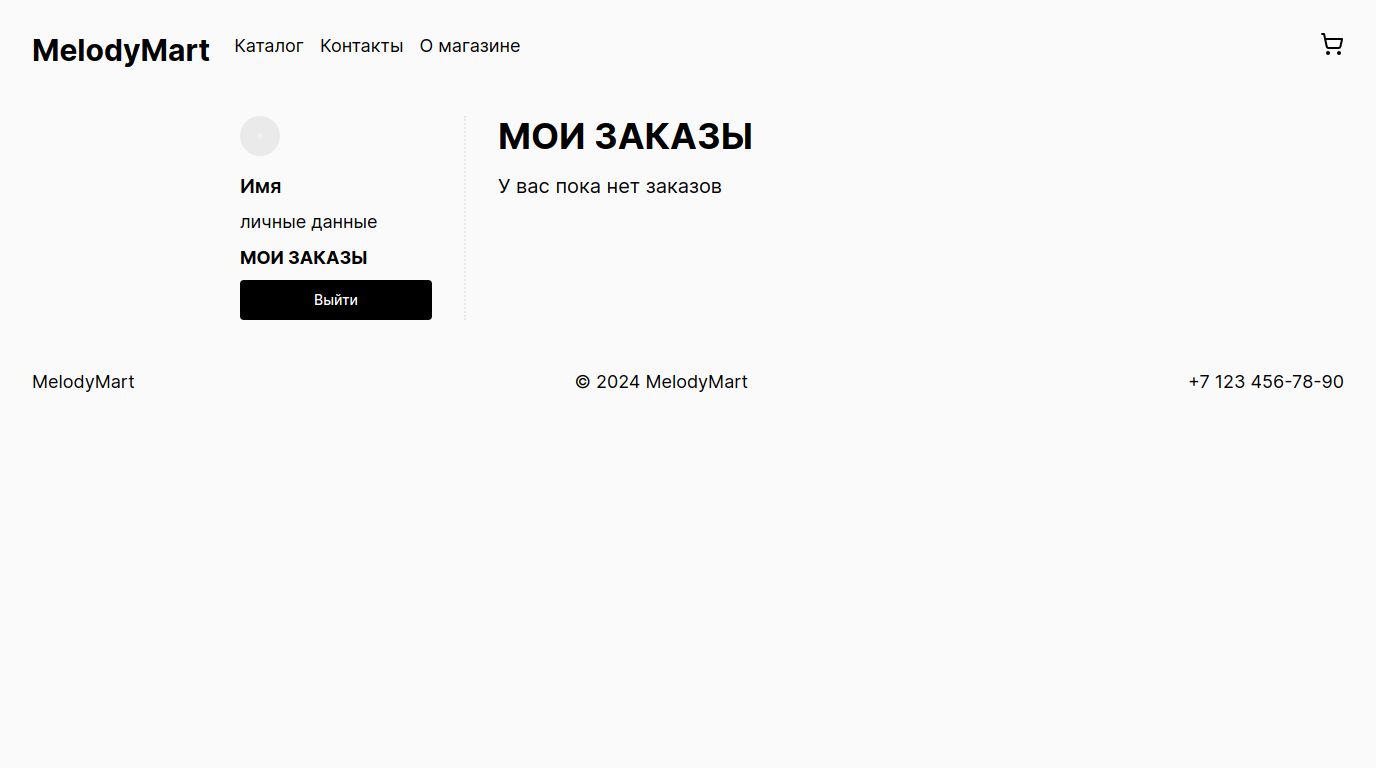 MelodyMart Каталог Контакты О магазине
Имя
личные данные
МОИ ЗАКАЗЫ
Выйти
МОИ ЗАКАЗЫ
У вас пока нет заказов
MelodyMart © 2024 MelodyMart +7 123 456-78-90